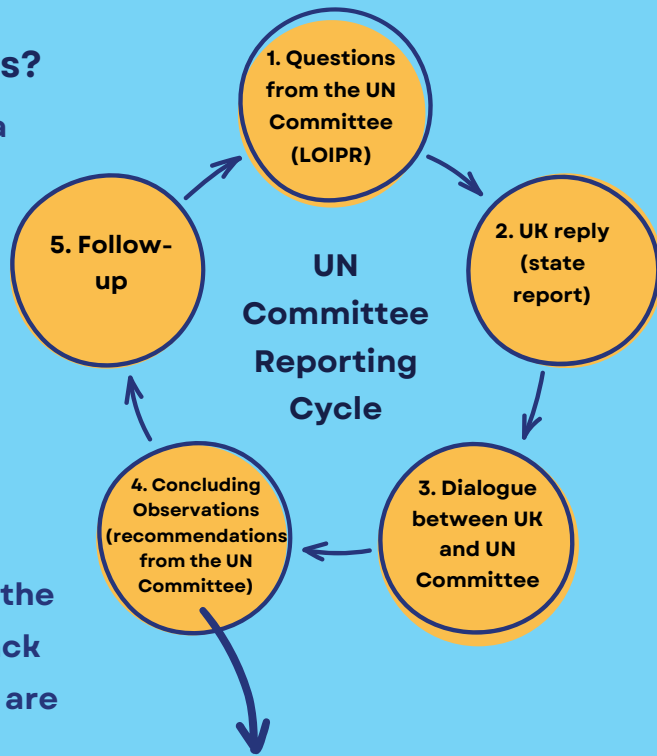 s?
a
1. Questions
from the UN
Committee
(LOIPR)
2. UK reply
(state
report)
3. Dialogue
between UK
and UN
Committee
4. Concluding
Observations
(recommendations
from the UN
Committee)
5. Follow-
up
UN
Committee
Reporting
Cycle
the
ck
are